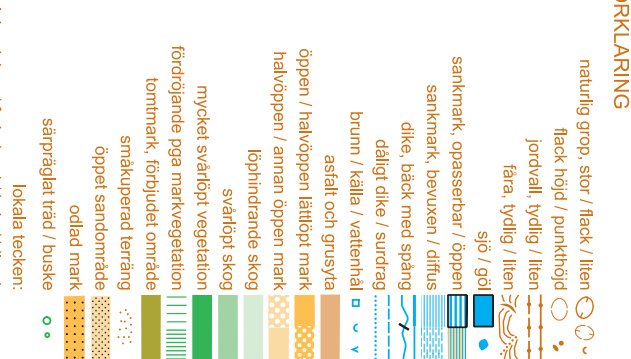 ORKLARING
naturlig grop, stor / flack / liten
flack höjd / punkthöjd
jordvall, tydlig / liten
fåra, tydlig / liten
sjö / göl
sankmark, opasserbar / öppen
sankmark, bevuxen / diffus
dike, bäck med spång
dåligt dike / surdrag
brunn / källa / vattenhål
asfalt och grusyta
öppen / halvöppen lättlöpt mark
halvöppen / annan öppen mark
löphindrande skog
svårlöpt skog
mycket svårlöpt vegetation
fördröjande pga markvegetation
tomtmark, förbjudet område
småkuperad terräng
öppet sandområde
odlad mark
särpräglat träd / buske
lokala tecken: